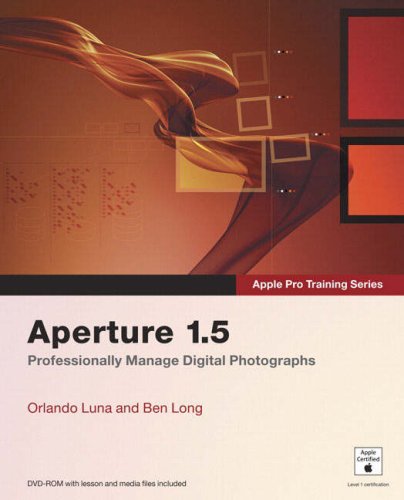 Apple Pro Training Series
Aperture 1.5
Professionally Manage Digital Photographs
Orlando Luna and Ben Long
Apple
Certified
DVD-ROM with lesson and media files included
Level 1 certification